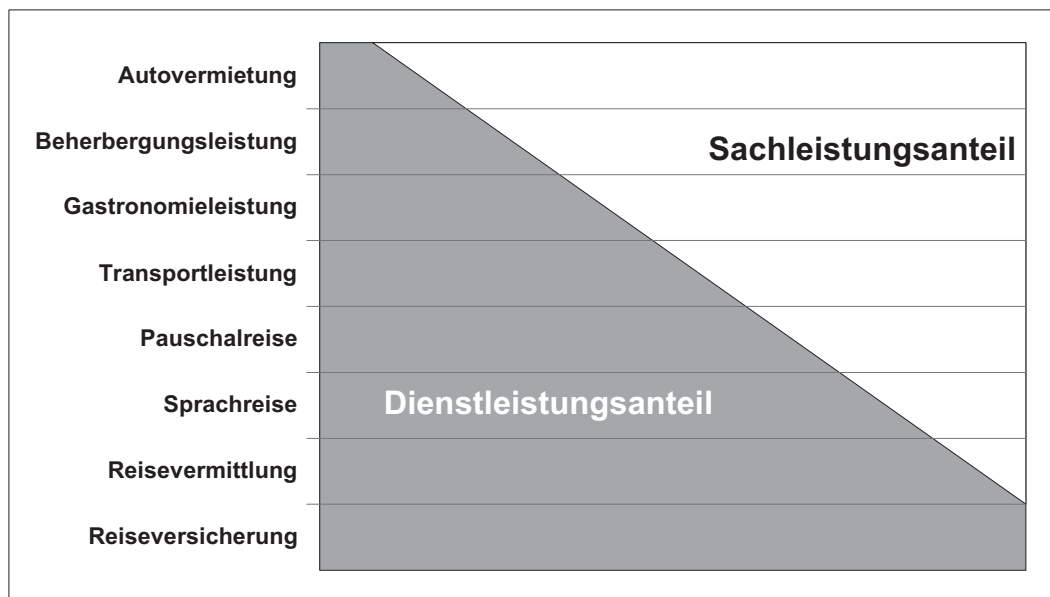 Autovermietung
Beherbergungsleistung
Sachleistungsanteil
Gastronomieleistung
Transportleistung
Pauschalreise
Sprachreise
Dienstleistungsanteil
Reisevermittlung
Reiseversicherung